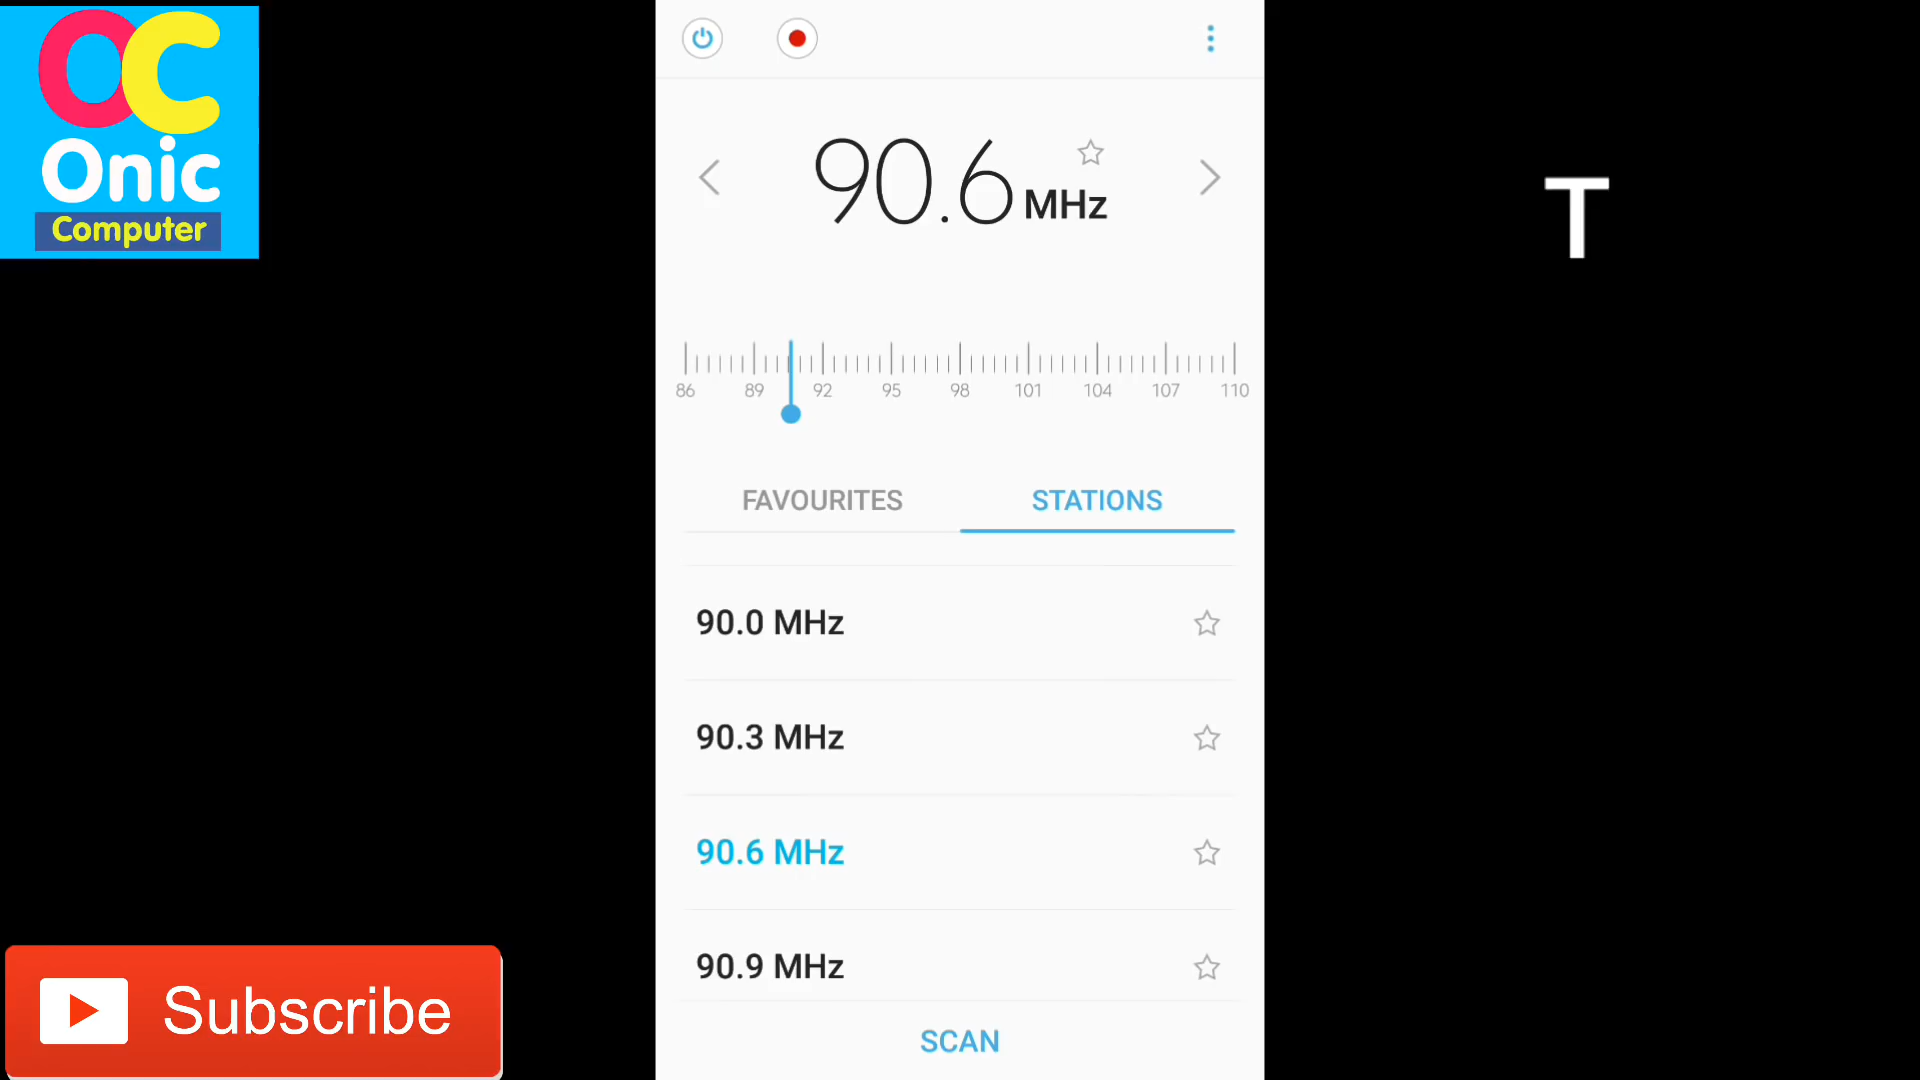 OC
Onic
Computer
90.6 MHz
T
86 89 92 95 98 101 104 107 110
FAVOURITES STATIONS
90.0 MHz
90.3 MHz
90.6 MHz
90.9 MHz
SCAN
Subscribe